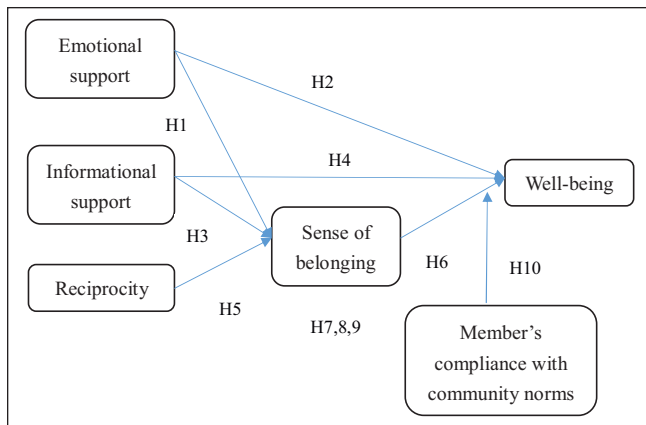 Emotional
support
H2
H1
Informational
support
H4
Well-being
H3
Sense of
belonging
H6
Reciprocity
H5
H10
H7,8,9
Member’s
compliance with
community norms